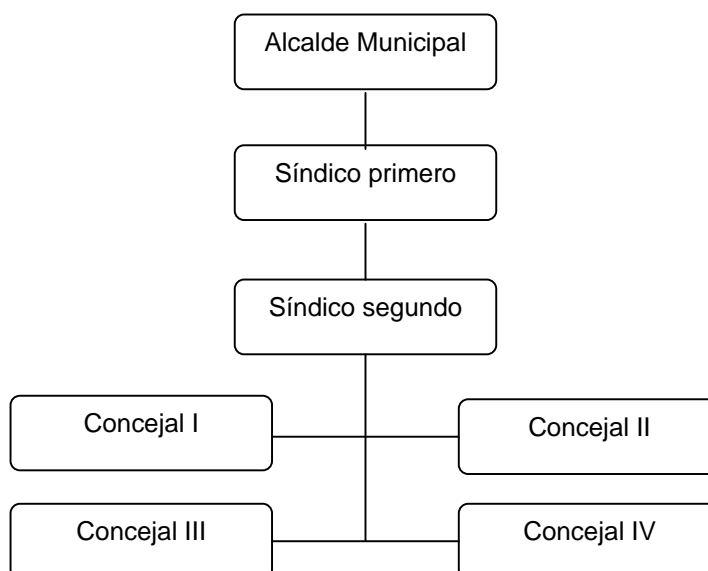 Alcalde Municipal
Síndico primero
Síndico segundo
Concejal I
Concejal II
Concejal III
Concejal IV